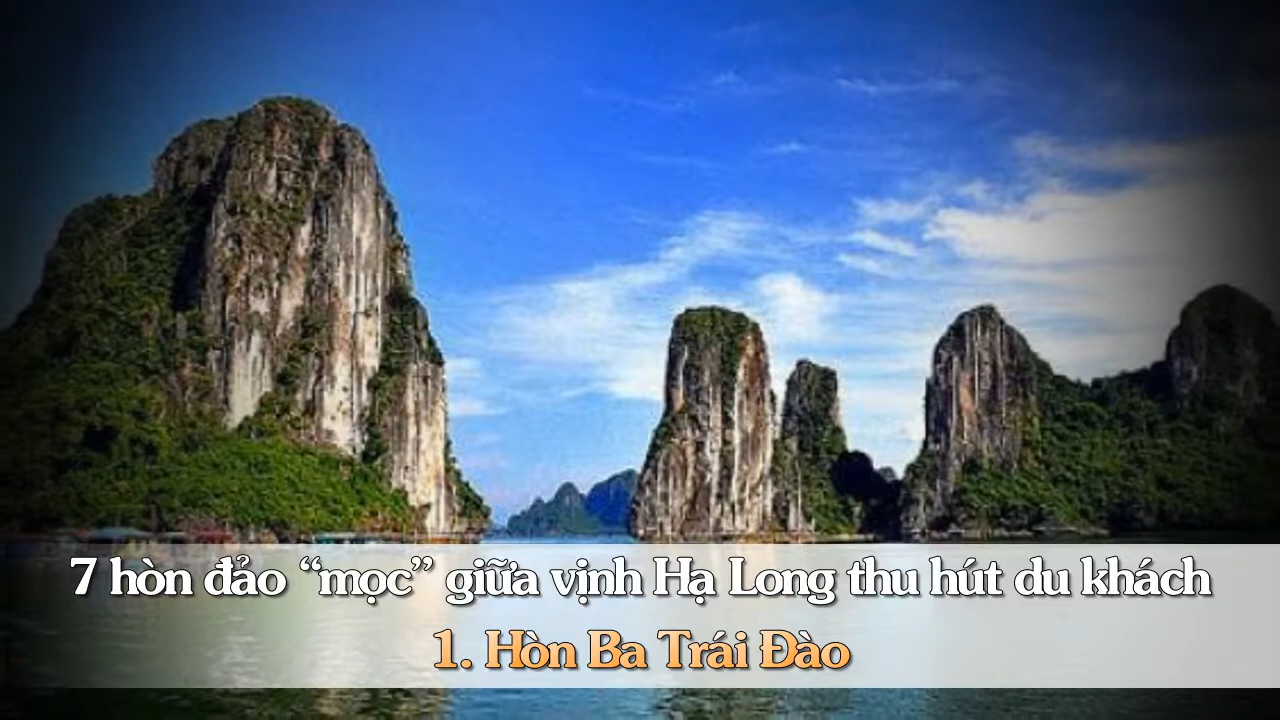 7 hòn đảo “mọc” giữa vịnh Hạ Long thu hút du khách
1. Hòn Ba Trái Đào